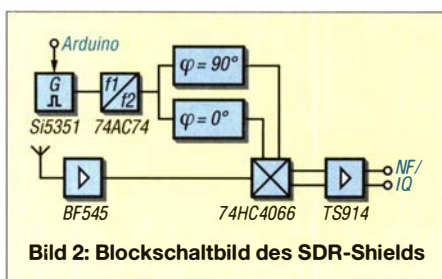 Arduino
G
f1
f2
φ = 90°
φ = 0°
Si5351
74AC74
BF545
74HC4066
TS914
NF/
IQ
Bild 2: Blockschaltbild des SDR-Shields